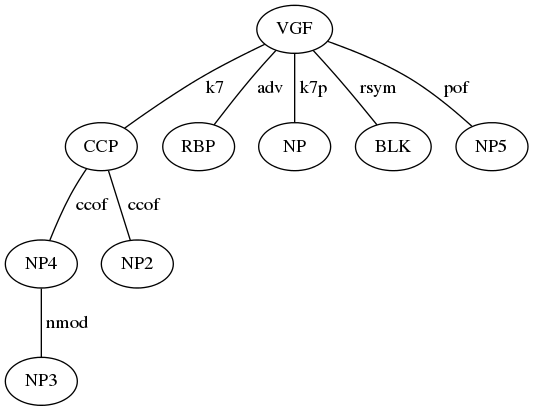 VGF
k7 adv k7p rsym pof
CCP RBP NP BLK NP5
ccof ccof
NP4 NP2
nmod
NP3